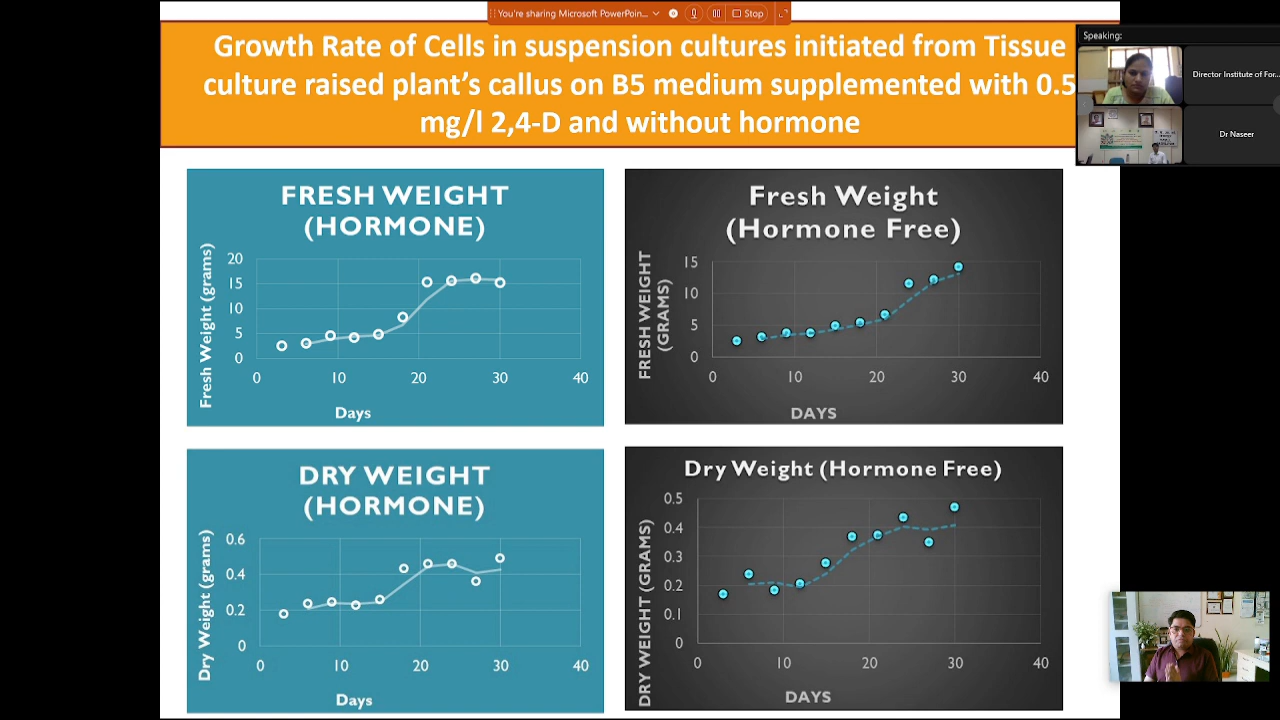 You're sharing Microsoft PowerPoin...
Stop
Growth Rate of Cells in suspension cultures initiated from Tissue
culture raised plant's callus on B5 medium supplemented with 0.5
mg/l 2,4-D and without hormone
Speaking:
Director Institute of For...
Dr Naseer
FRESH WEIGHT
(HORMONE)
Fresh Weight (grams)
20
15
10
5
0
0 10 20 30 40
Days
Fresh Weight
(Hormone Free)
FRESH WEIGHT
(GRAMS)
15
10
5
0
0 10 20 30 40
DAYS
DRY WEIGHT
(HORMONE)
Dry Weight (grams)
0.6
0.4
0.2
0
0 10 20 30 40
Days
Dry Weight (Hormone Free)
DRY WEIGHT (GRAMS)
0.5
0.4
0.3
0.2
0.1
0
0 10 20 30 40
DAYS